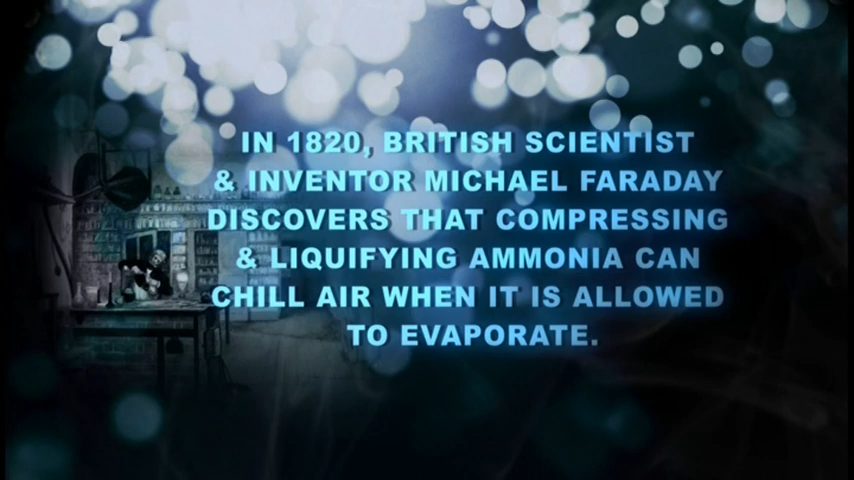 IN 1820, BRITISH SCIENTIST
& INVENTOR MICHAEL FARADAY
DISCOVERS THAT COMPRESSING
& LIQUIFYING AMMONIA CAN
CHILL AIR WHEN IT IS ALLOWED
TO EVAPORATE.